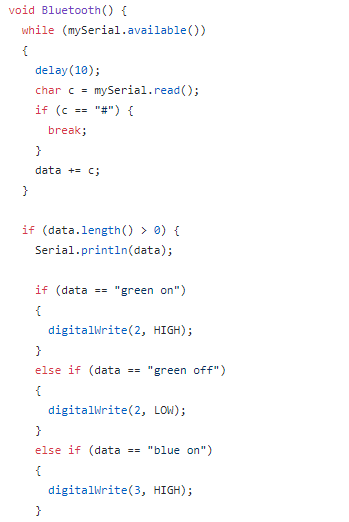 void Bluetooth() {
while (mySerial.available())
{
delay(10);
char c = mySerial.read();
if (c == "#") {
break;
}
data += c;
}
if (data.length() > 0) {
Serial.println(data);
if (data == "green on")
{
digitalWrite(2, HIGH);
}
else if (data == "green off")
{
digitalWrite(2, LOW);
}
else if (data == "blue on")
{
digitalWrite(3, HIGH);
}